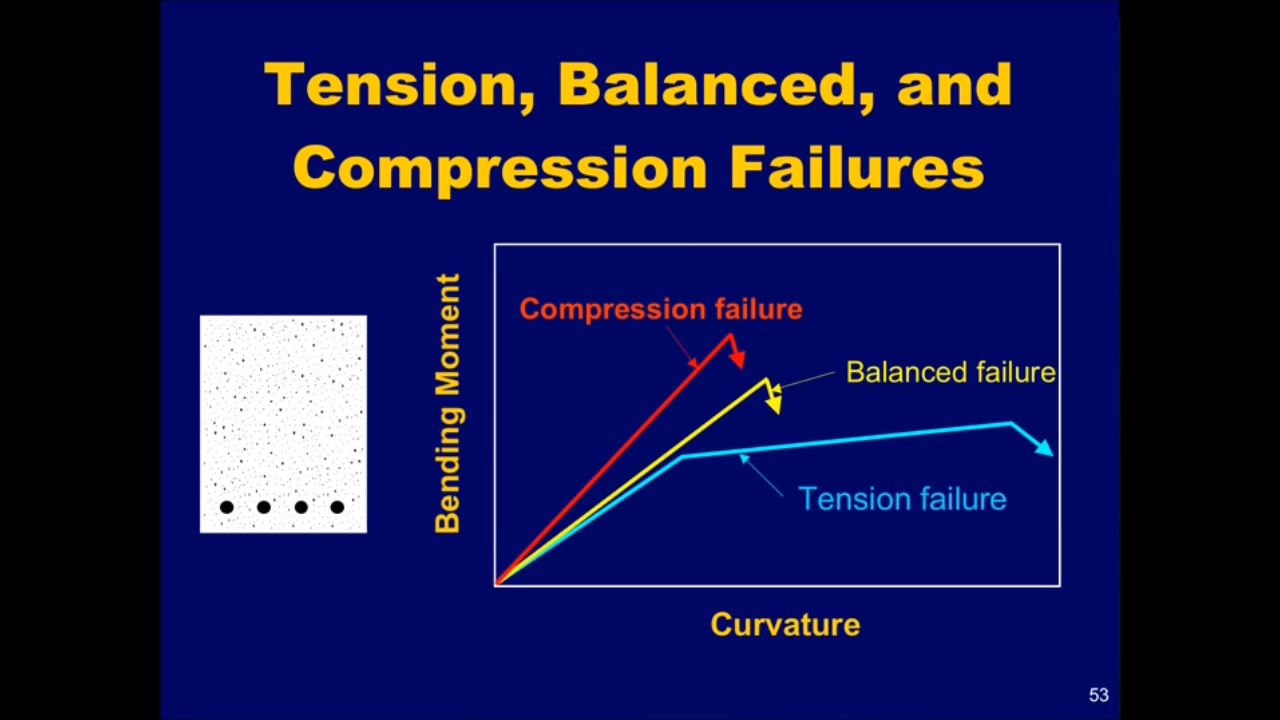 Tension, Balanced, and
Compression Failures
Bending Moment
Compression failure
Balanced failure
Tension failure
Curvature
53